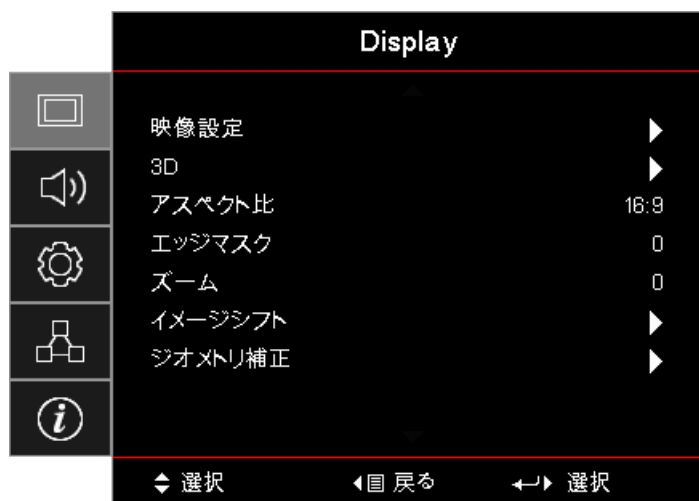 Display
映像設定
3D
アスペクト比 16:9
エッジマスク 0
ズーム 0
イメージシフト
ジオメトリ補正
選択 戻る 選択